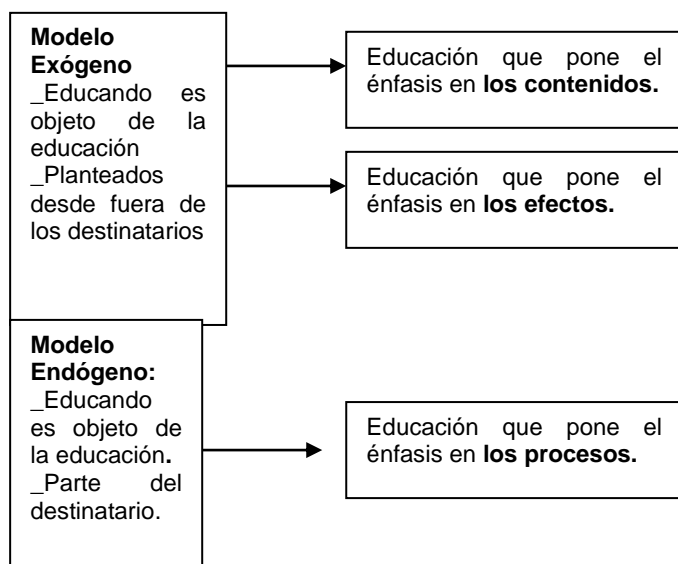 Modelo
Exógeno
_Educando es
objeto de la
educación
_Planteados
desde fuera de
los destinatarios
Educación que pone el
énfasis en los contenidos.
Educación que pone el
énfasis en los efectos.
Modelo
Endógeno:
_Educando
es objeto de
la educación.
_Parte del
destinatario.
Educación que pone el
énfasis en los procesos.